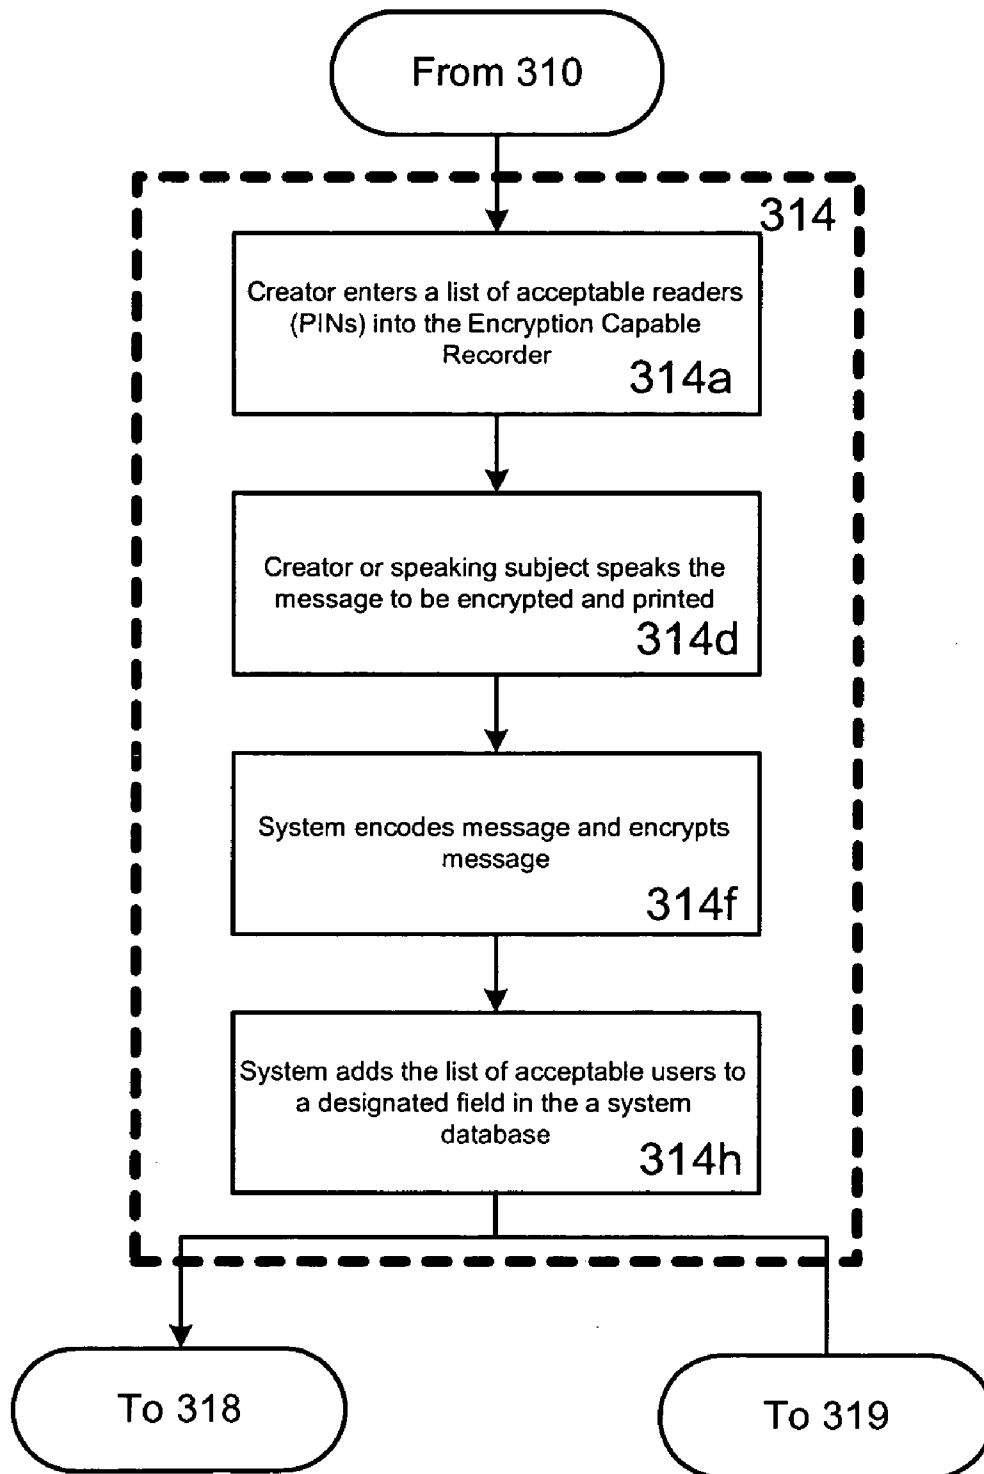 From 310
314
Creator enters a list of acceptable readers
(PINs) into the Encryption Capable
Recorder
314a
Creator or speaking subject speaks the
message to be encrypted and printed
314d
System encodes message and encrypts
message
314f
System adds the list of acceptable users to
a designated field in the a system
database
314h
To 318
To 319